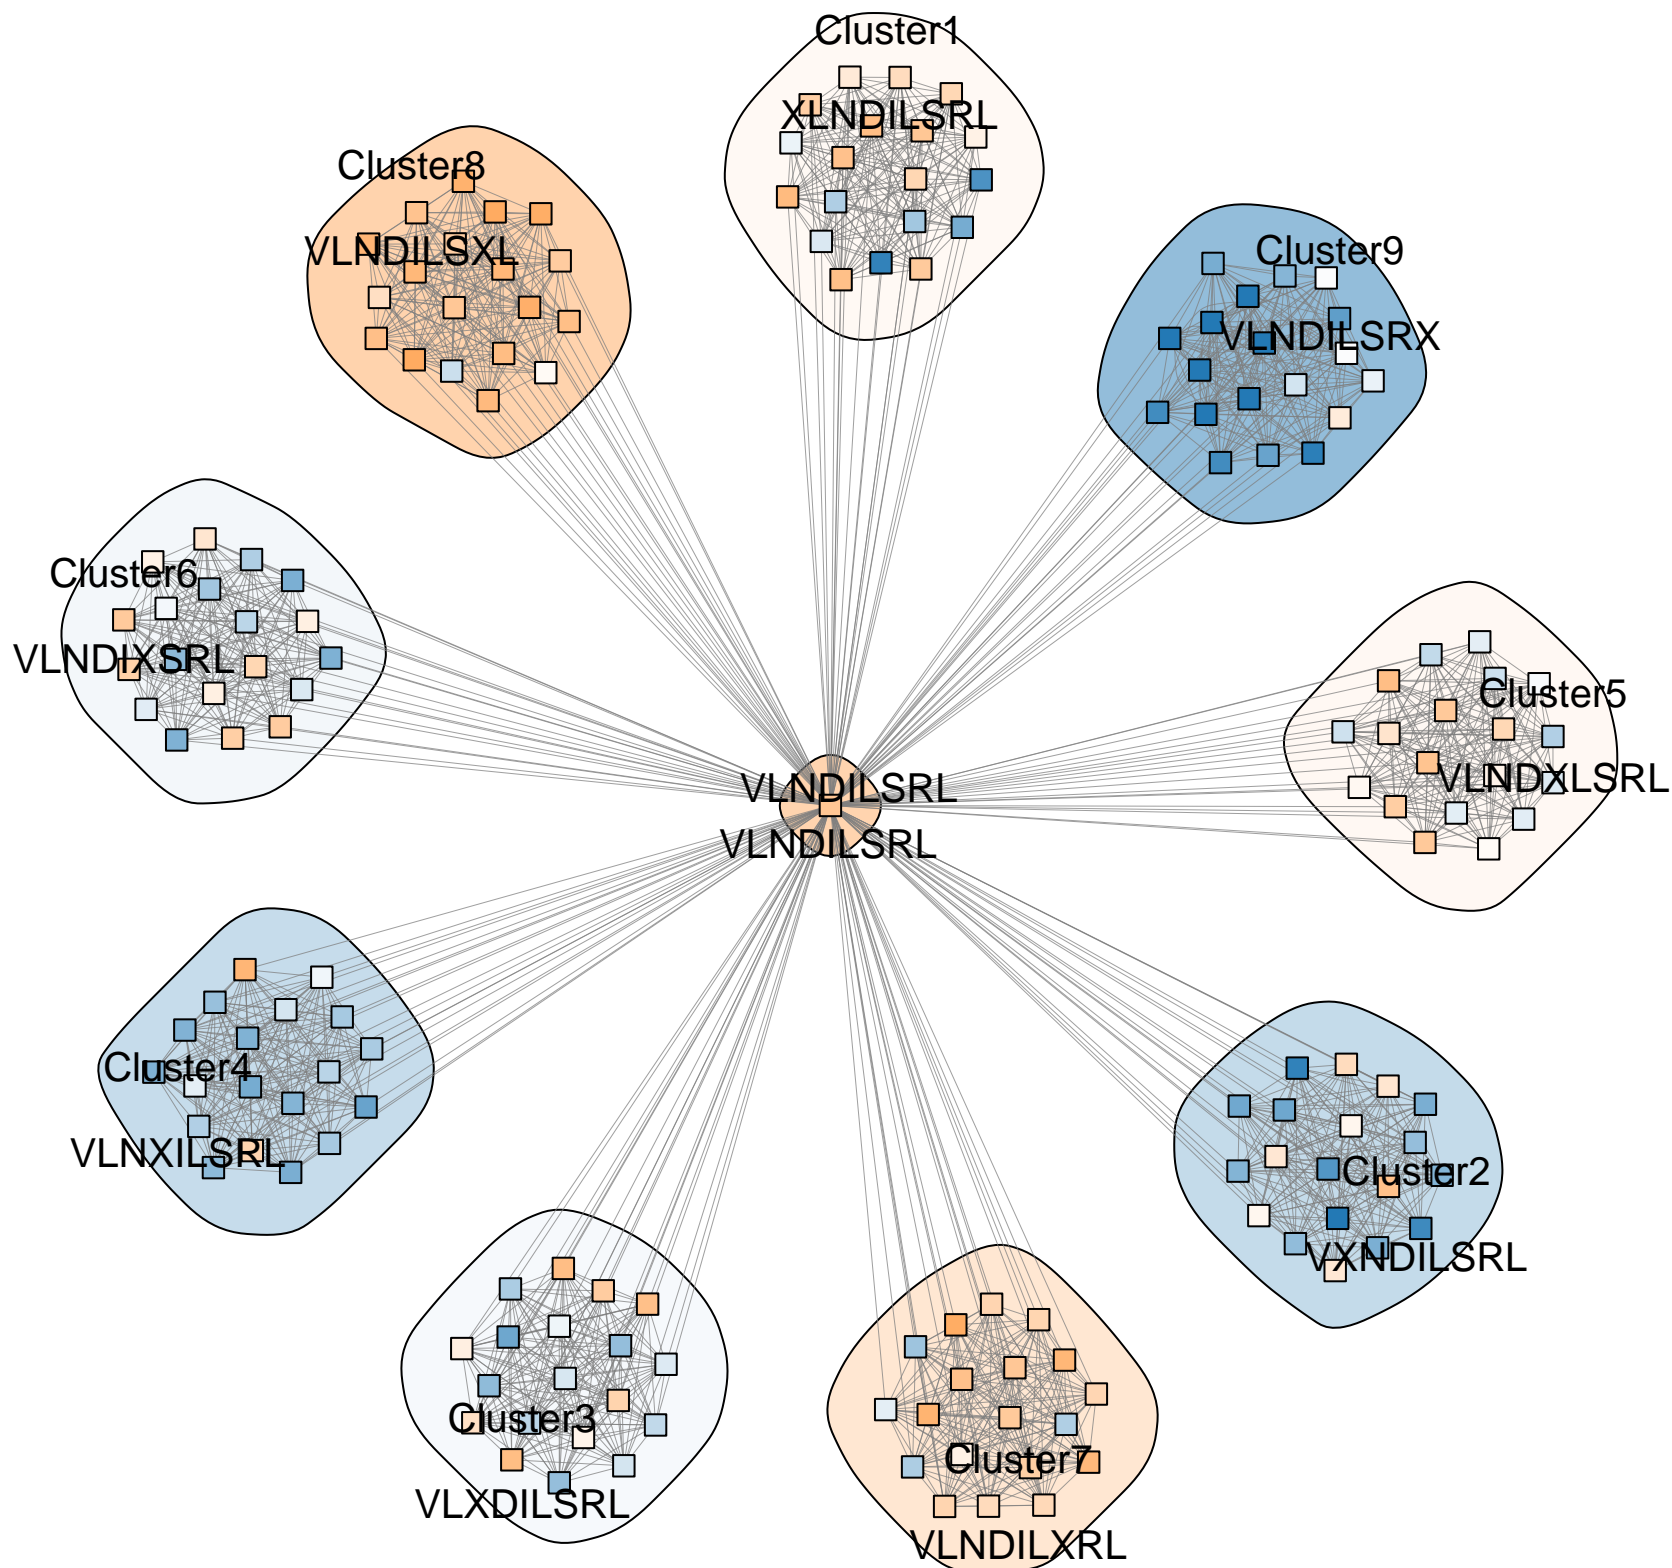 Cluster1
XLNDILSRL
Cluster8
VLNDILSXL
Cluster9
VLNDILSRX
Cluster6
VLNDIXSRL
Cluster5
VLNDXLSRL
VLNDILSRL
VLNDILSRL
Cluster4
VLNXILSRL
Cluster2
VXNDILSRL
Cluster3
VLXDILSRL
Cluster7
VLNDILXRL